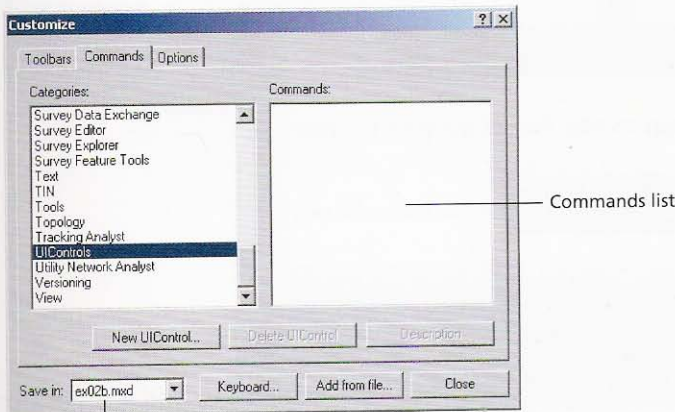 Customize
Toolbars Commands Options
Categories:
Commands:
Survey Data Exchange
Survey Editor
Survey Explorer
Survey Feature Tools
Text
TIN
Tools
Topology
Tracking Analyst
UIControls
Utility Network Analyst
Versioning
View
Commands list
New UIControl...
Delete UIControl
Description
Save in: ex02b.mxd
Keyboard...
Add from file...
Close